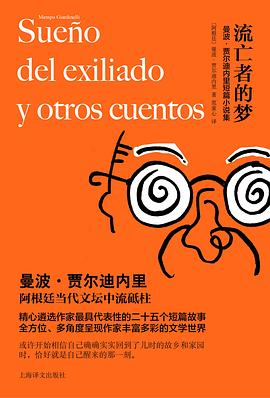 Mempo Giardinelli
Sueño
del exiliado
y otros cuentos
流亡者的梦
曼波·贾尔迪内里短篇小说集
[阿根廷] 曼波·贾尔迪内里 著
范童心 译
曼波·贾尔迪内里
阿根廷当代文坛中流砥柱
精心遴选作家最具代表性的二十五个短篇故事
全方位、多角度呈现作家丰富多彩的文学世界
或许开始相信自己确确实实回到了儿时的故乡和家园
时，恰好就是自己醒来的那一刻。
上海译文出版社